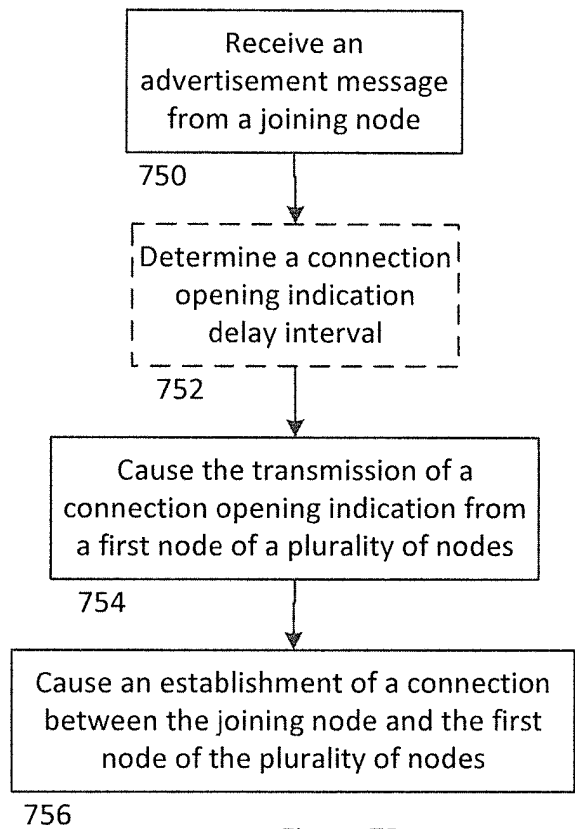 Receive an
advertisement message
from a joining node
750
Determine a connection
opening indication
delay interval
752
Cause the transmission of a
connection opening indication from
a first node of a plurality of nodes
754
Cause an establishment of a connection
between the joining node and the first
node of the plurality of nodes
756